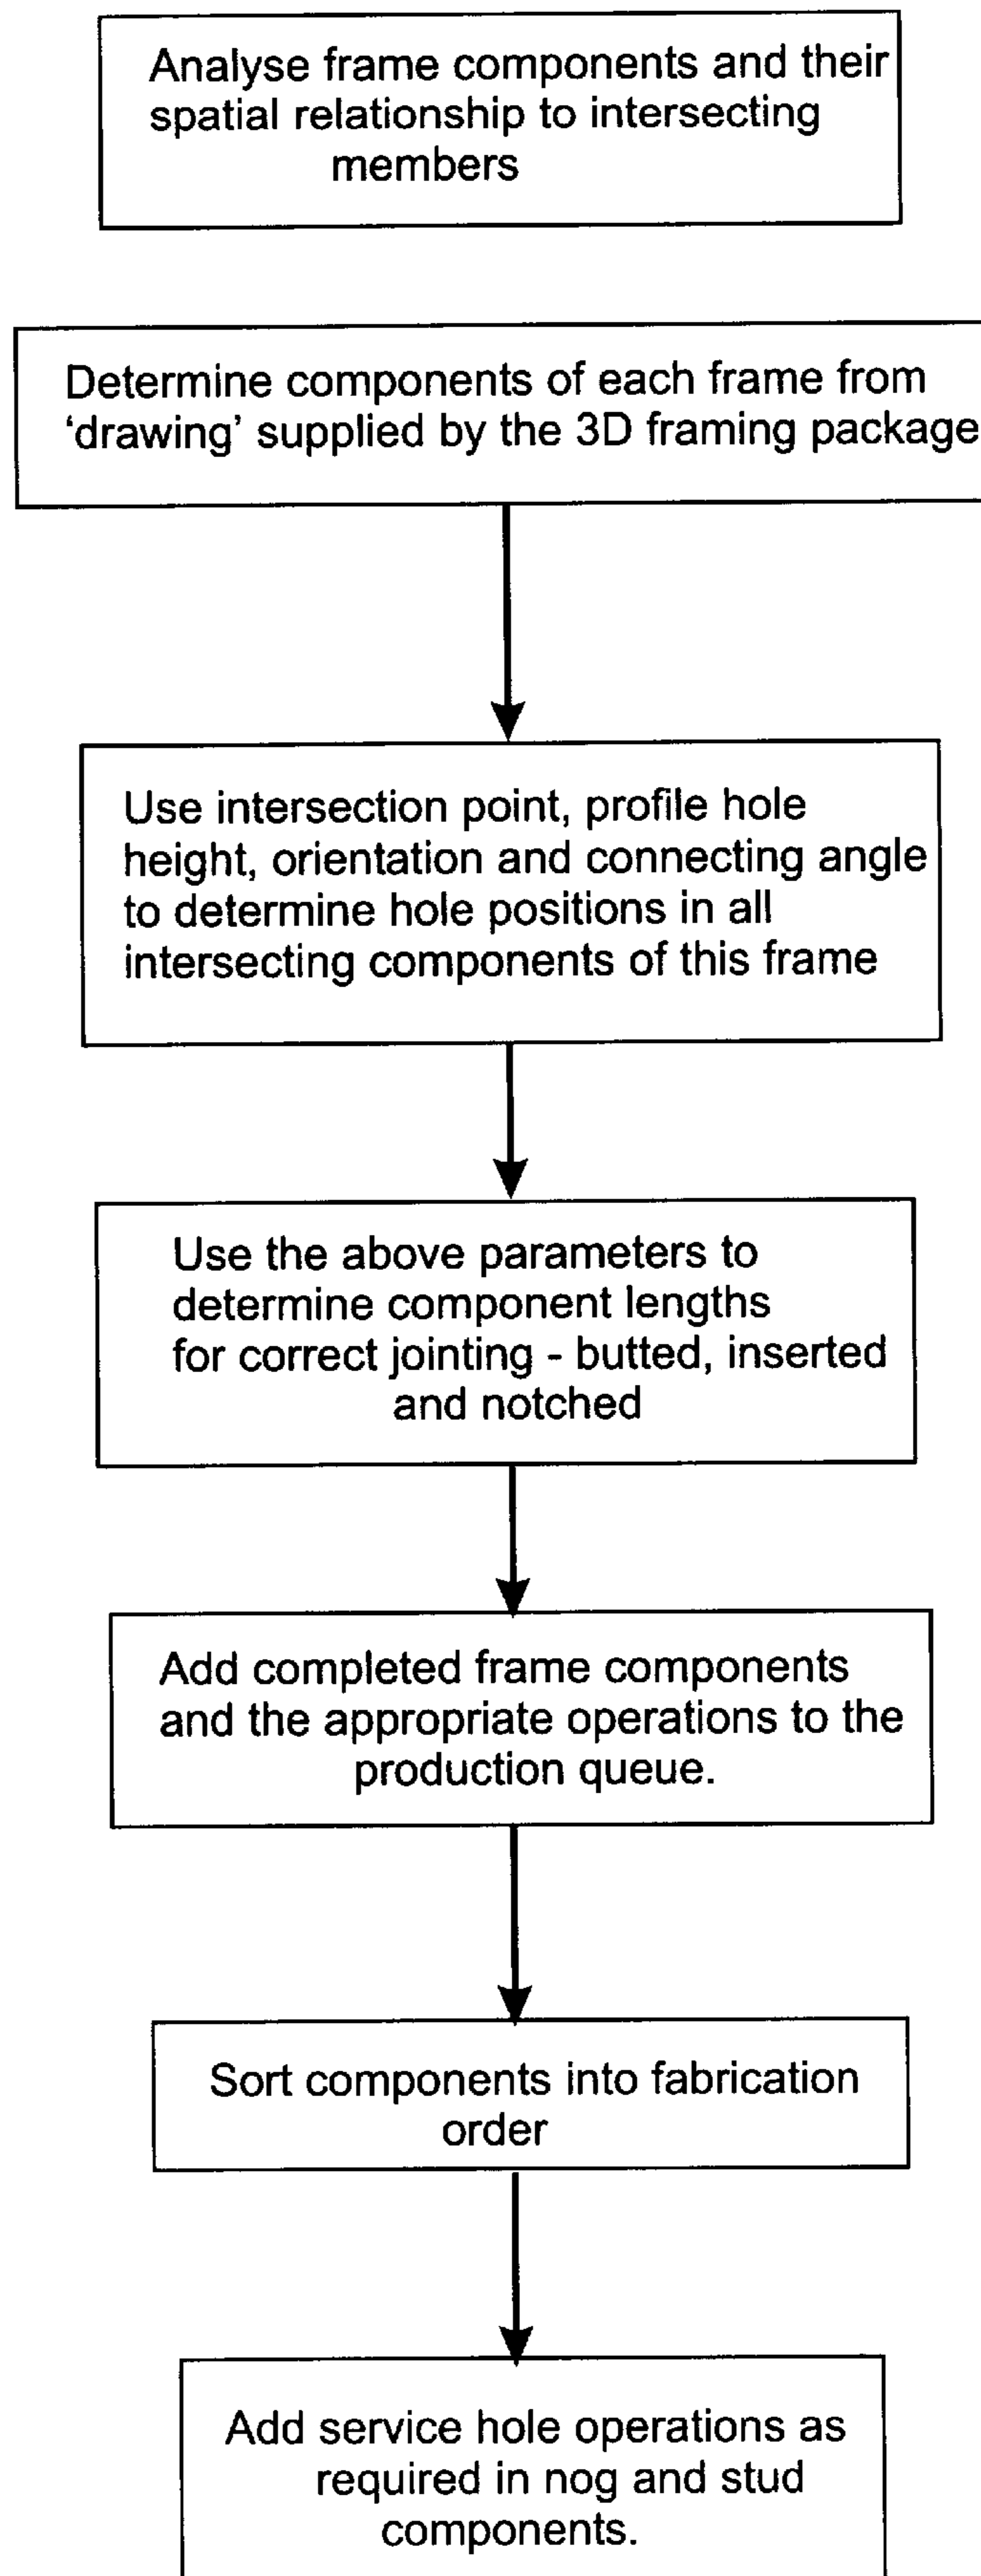 Analyse frame components and their
spatial relationship to intersecting
members
Determine components of each frame from
‘drawing’ supplied by the 3D framing package
Use intersection point, profile hole
height, orientation and connecting angle
to determine hole positions in all
intersecting components of this frame
Use the above parameters to
determine component lengths
for correct jointing - butted, inserted
and notched
Add completed frame components
and the appropriate operations to the
production queue.
Sort components into fabrication
order
Add service hole operations as
required in nog and stud
components.